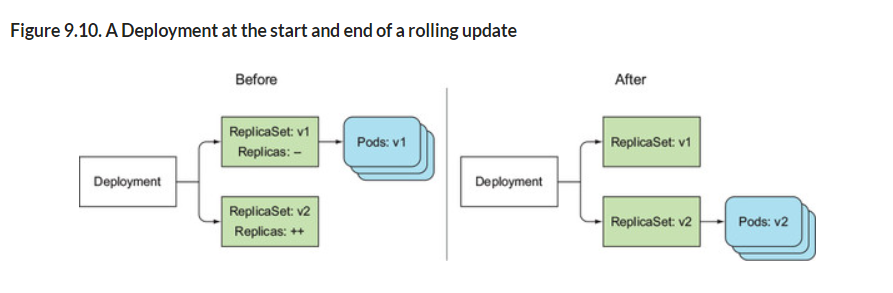 Figure 9.10. A Deployment at the start and end of a rolling update
Before
ReplicaSet: v1
Replicas: --
Pods: v1
Deployment
ReplicaSet: v2
Replicas: ++
After
ReplicaSet: v1
Deployment
ReplicaSet: v2
Pods: v2